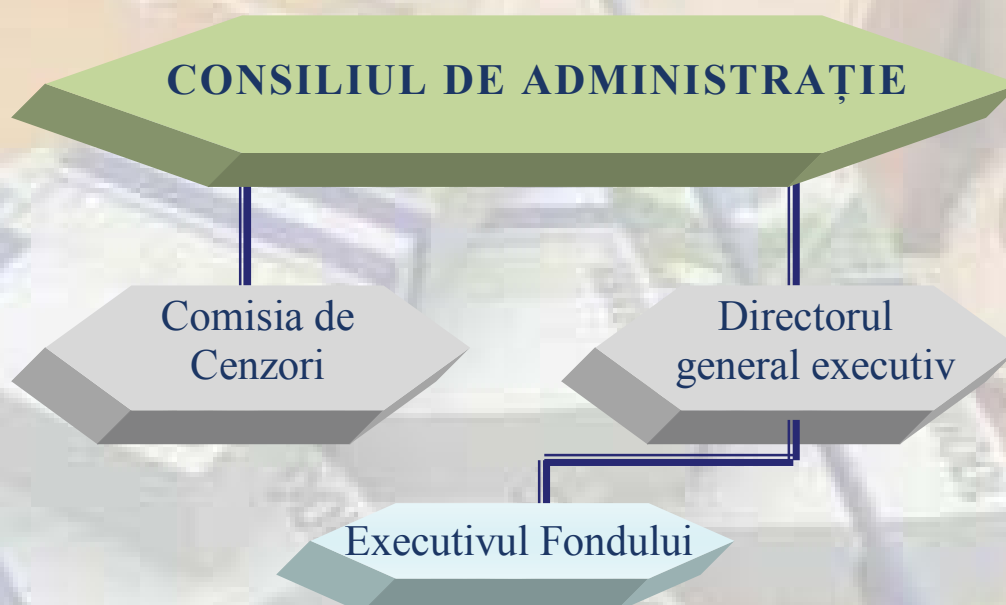 CONSILIUL DE ADMINISTRAȚIE
Comisia de
Cenzori
Directorul
general executiv
Executivul Fondului